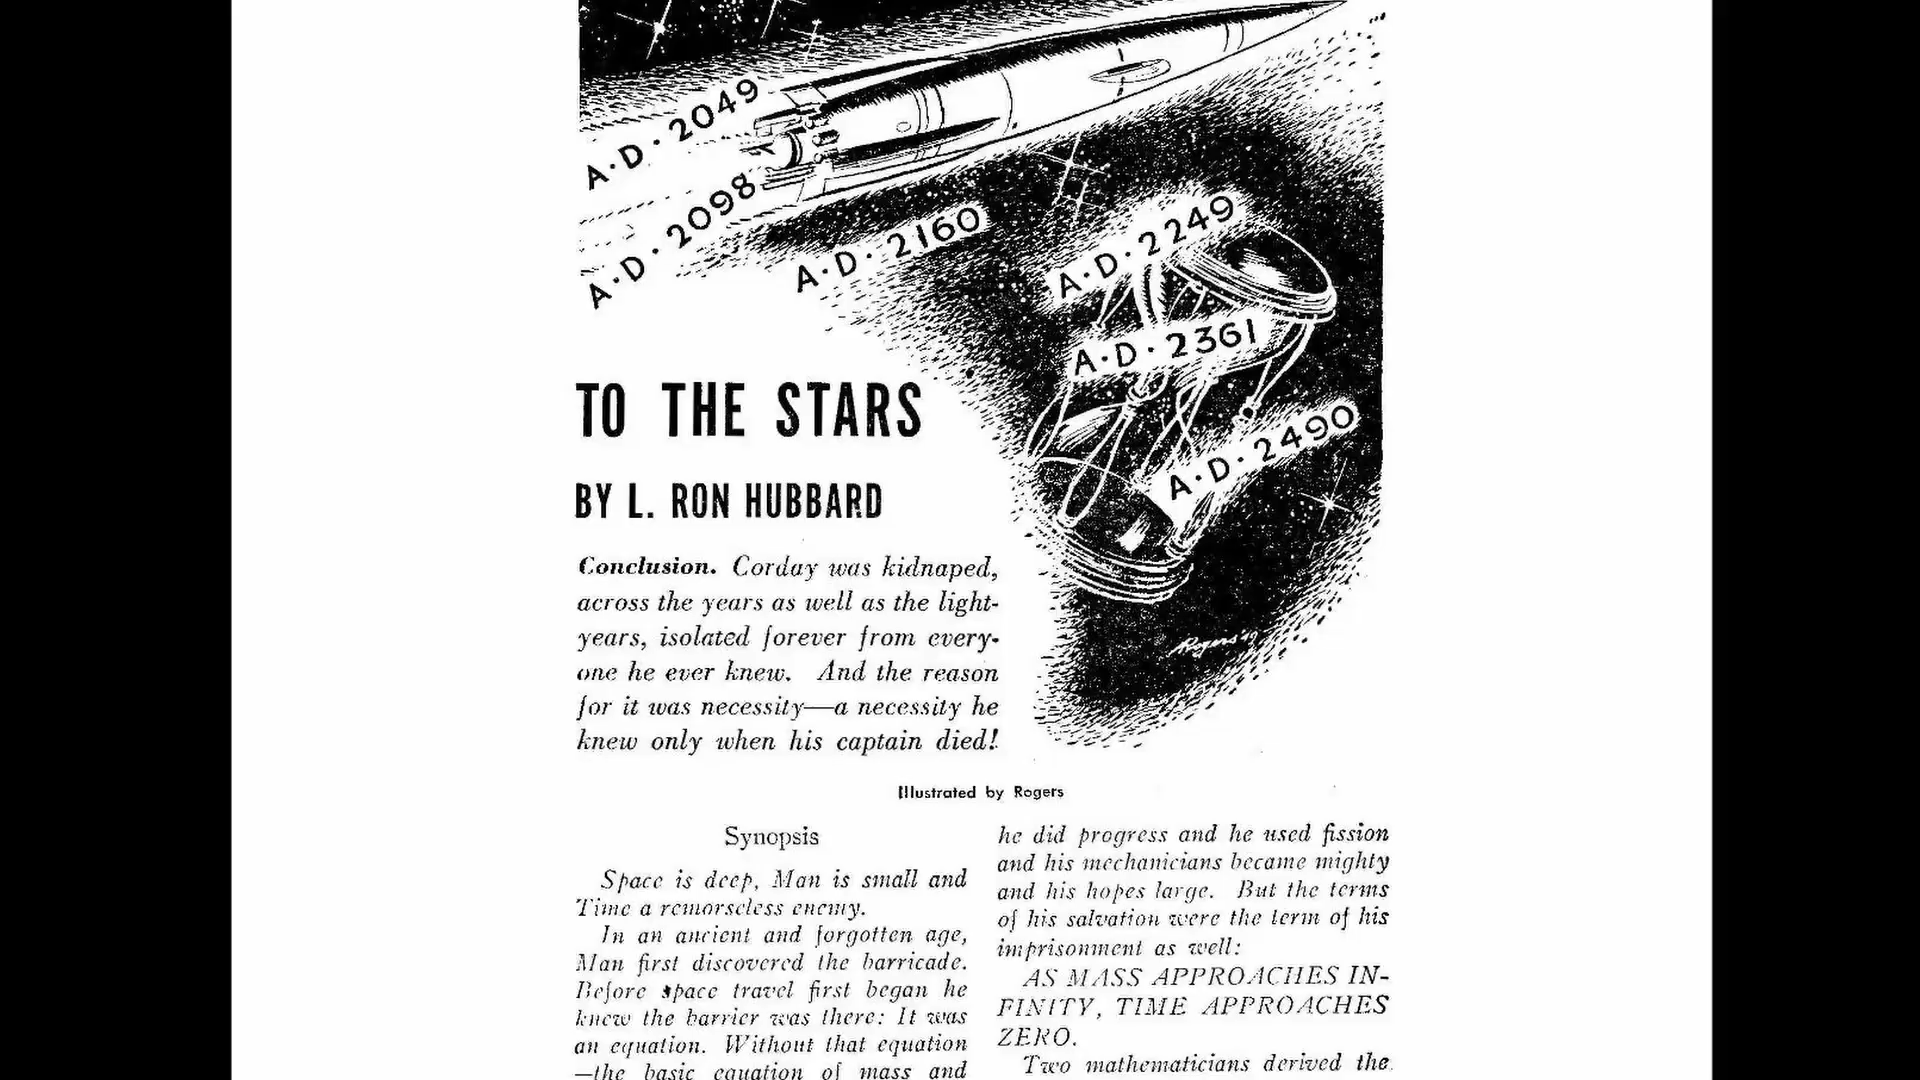 A·D·2049
A·D·2098
A·D·2160
A·D·2249
A·D·2361
A·D·2490
TO THE STARS
BY L. RON HUBBARD
Conclusion. Corday was kidnaped,
across the years as well as the light-
years, isolated forever from every-
one he ever knew. And the reason
for it was necessity—a necessity he
knew only when his captain died!
Rogers '49
Illustrated by Rogers
Synopsis
Space is deep, Man is small and
Time a remorseless enemy.
In an ancient and forgotten age,
Man first discovered the barricade.
Before space travel first began he
knew the barrier was there: It was
an equation. Without that equation
—the basic equation of mass and
he did progress and he used fission
and his mechanicians became mighty
and his hopes large. But the terms
of his salvation were the term of his
imprisonment as well:
AS MASS APPROACHES IN-
FINITY, TIME APPROACHES
ZERO.
Two mathematicians derived the